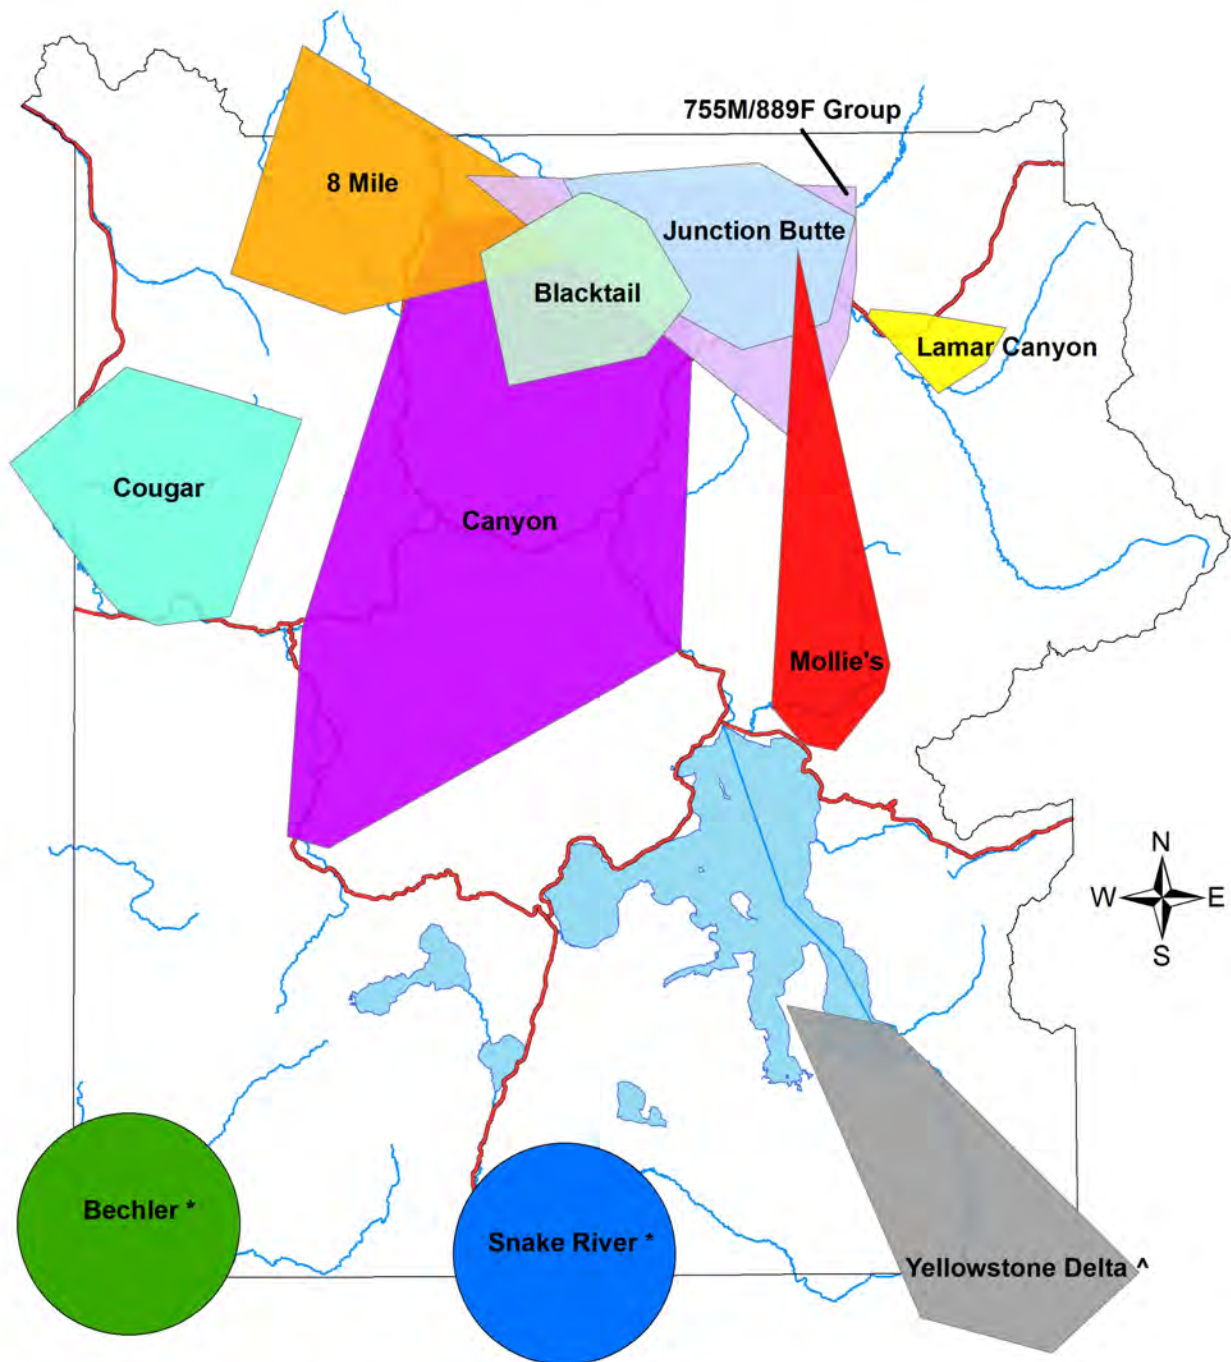 755M/889F Group
8 Mile
Junction Butte
Blacktail
Lamar Canyon
Cougar
Canyon
Mollie's
N
W E
S
Bechler *
Snake River *
Yellowstone Delta ^